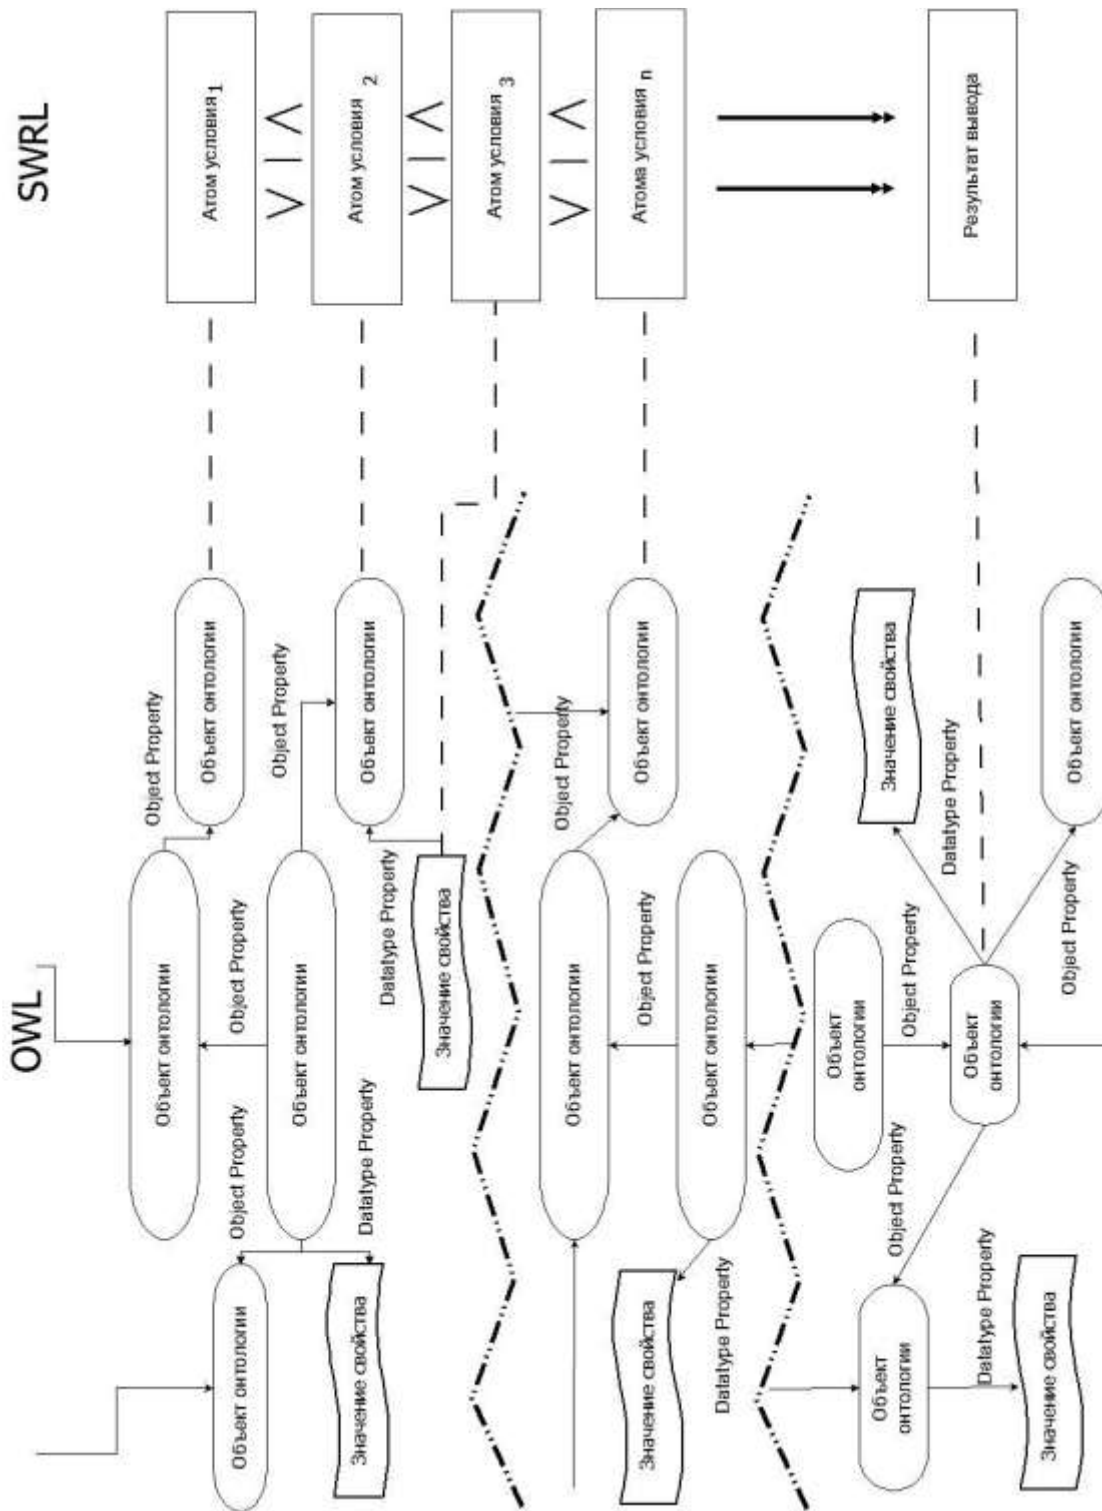 OWL
SWRL
Object Property
Объект онтологии
Объект онтологии
Атом условия 1
Объект онтологии
Object Property
Object Property
Object Property
∨ | ∧
Объект онтологии
Значение свойства
Datatype Property
Объект онтологии
Атом условия 2
Datatype Property
∨ | ∧
Значение свойства
Атом условия 3
Object Property
∨ | ∧
Объект онтологии
Значение свойства
Object Property
Объект онтологии
Атома условия n
Объект онтологии
Datatype Property
Объект
онтологии
Объект
онтологии
Object Property
Object Property
Значение свойства
Datatype Property
Datatype Property
Объект
онтологии
Результат вывода
Значение свойства
Object Property
Объект онтологии